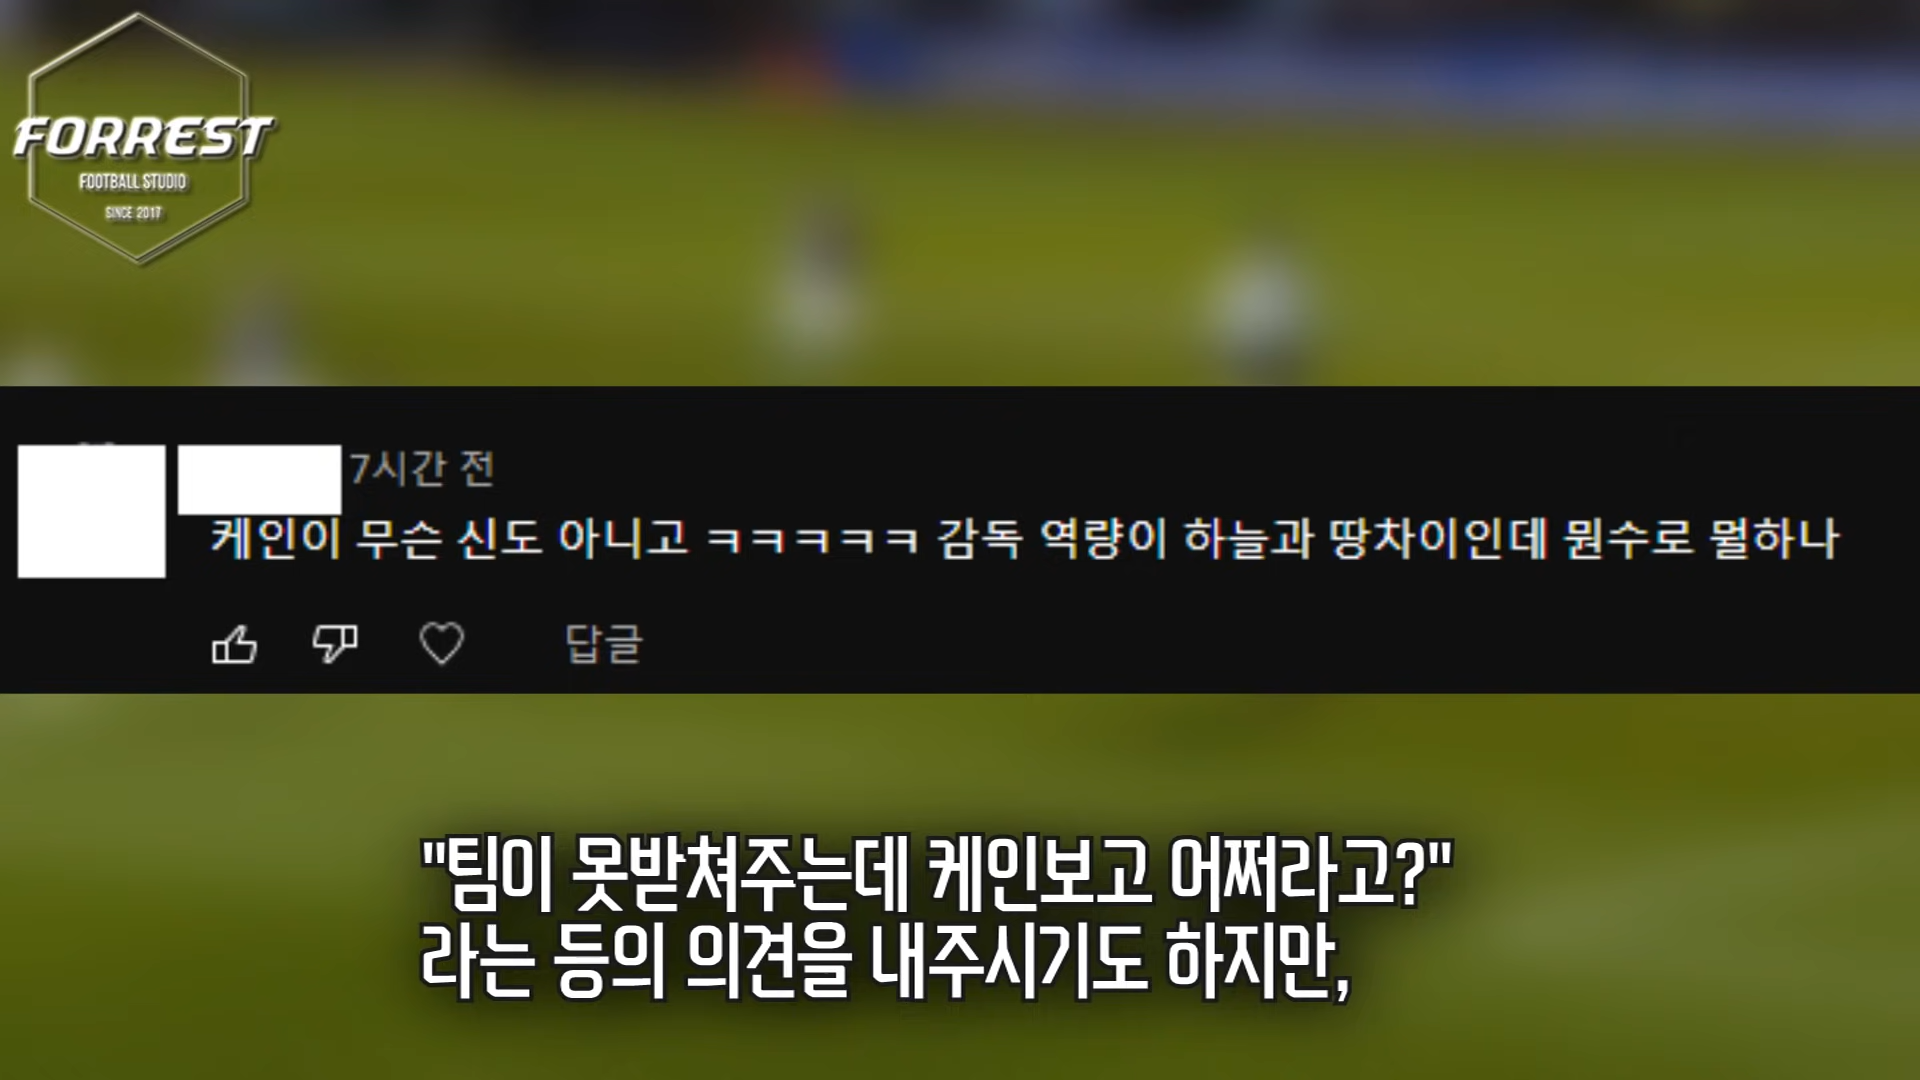 FORREST
FOOTBALL STUDIO
SINCE 2017
7시간 전
케인이 무슨 신도 아니고 ㅋㅋㅋㅋㅋ 감독 역량이 하늘과 땅차이인데 뭔수로 뭘하나
답글
"팀이 못받쳐주는데 케인보고 어쩌라고?"
라는 등의 의견을 내주시기도 하지만,